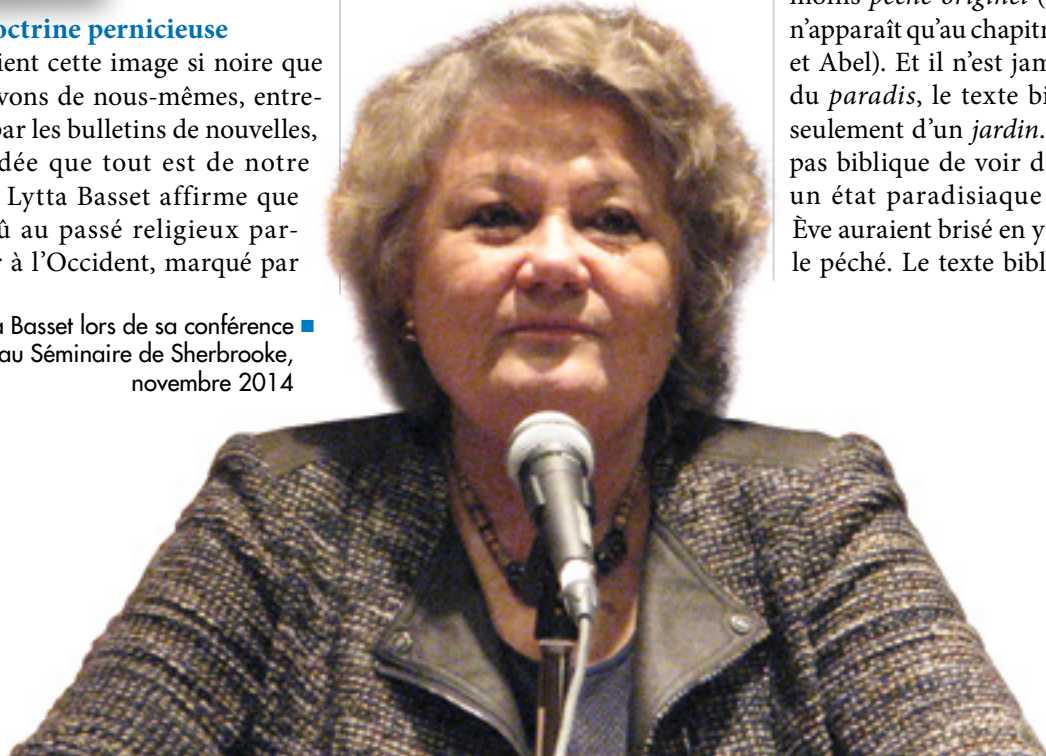 octrine pernicieuse
ient cette image si noire que
vons de nous-mêmes, entre-
par les bulletins de nouvelles,
dée que tout est de notre
Lytta Basset affirme que
û au passé religieux par-
r à l'Occident, marqué par
a Basset lors de sa conférence
au Séminaire de Sherbrooke,
novembre 2014
moins péché originel (
n'apparaît qu'au chapitr
et Abel). Et il n'est jam
du paradis, le texte bi
seulement d'un jardin.
pas biblique de voir d
un état paradisiaque
Ève auraient brisé en y
le péché. Le texte bibl